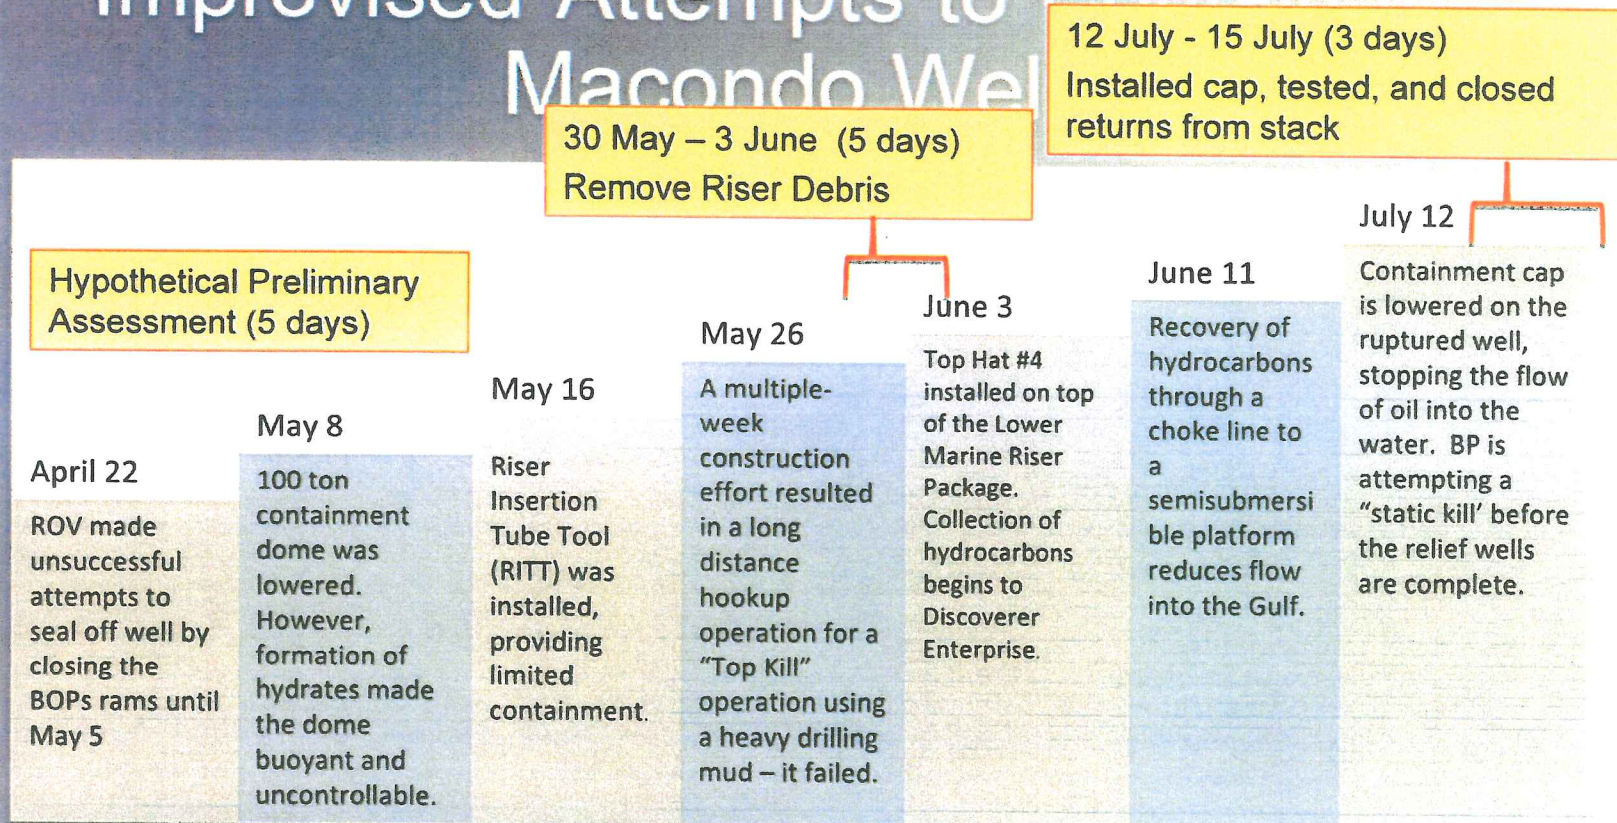 Improvised Attempts to
Macondo Wel
12 July - 15 July (3 days)
Installed cap, tested, and closed
returns from stack
30 May – 3 June (5 days)
Remove Riser Debris
Hypothetical Preliminary
Assessment (5 days)
April 22
ROV made
unsuccessful
attempts to
seal off well by
closing the
BOPs rams until
May 5
May 8
100 ton
containment
dome was
lowered.
However,
formation of
hydrates made
the dome
buoyant and
uncontrollable.
May 16
Riser
Insertion
Tube Tool
(RITT) was
installed,
providing
limited
containment.
May 26
A multiple-
week
construction
effort resulted
in a long
distance
hookup
operation for a
“Top Kill”
operation using
a heavy drilling
mud – it failed.
June 3
Top Hat #4
installed on top
of the Lower
Marine Riser
Package.
Collection of
hydrocarbons
begins to
Discoverer
Enterprise.
June 11
Recovery of
hydrocarbons
through a
choke line to
a
semisubmersi
ble platform
reduces flow
into the Gulf.
July 12
Containment cap
is lowered on the
ruptured well,
stopping the flow
of oil into the
water. BP is
attempting a
“static kill’ before
the relief wells
are complete.